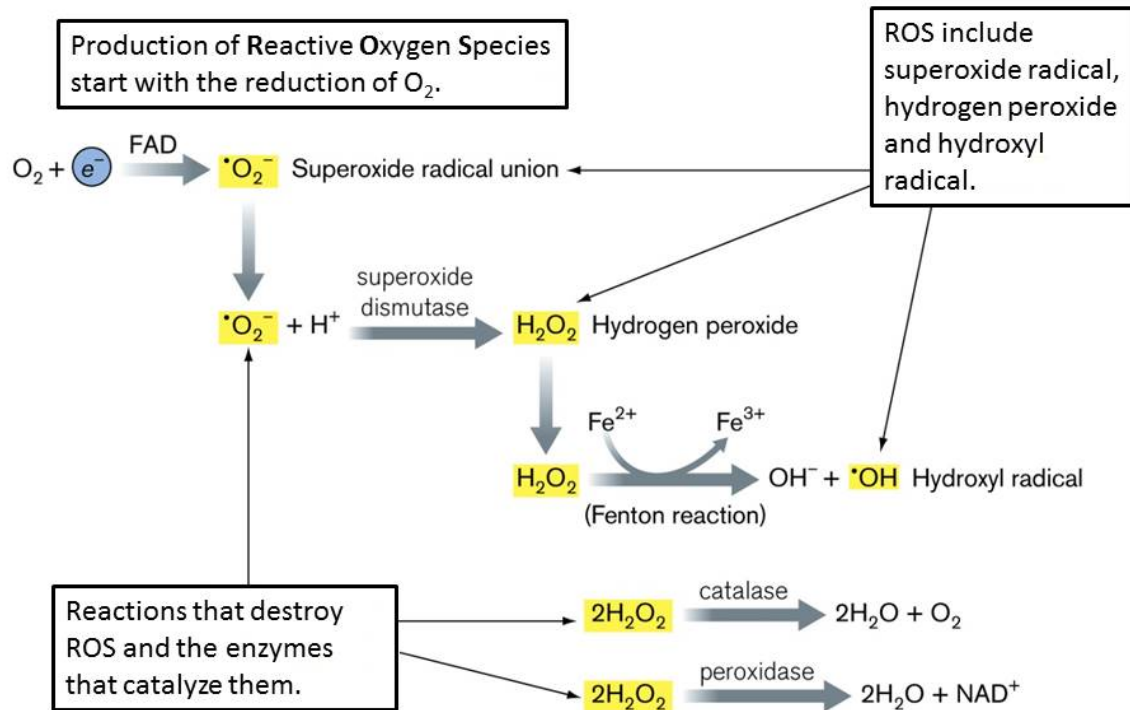 Production of Reactive Oxygen Species
start with the reduction of O₂.
ROS include
superoxide radical,
hydrogen peroxide
and hydroxyl
radical.
O₂ + e⁻ FAD •O₂⁻ Superoxide radical union
•O₂⁻ + H⁺ superoxide
dismutase H₂O₂ Hydrogen peroxide
Fe²⁺ Fe³⁺
H₂O₂ OH⁻ + •OH Hydroxyl radical
(Fenton reaction)
Reactions that destroy
ROS and the enzymes
that catalyze them.
2H₂O₂ catalase 2H₂O + O₂
2H₂O₂ peroxidase 2H₂O + NAD⁺